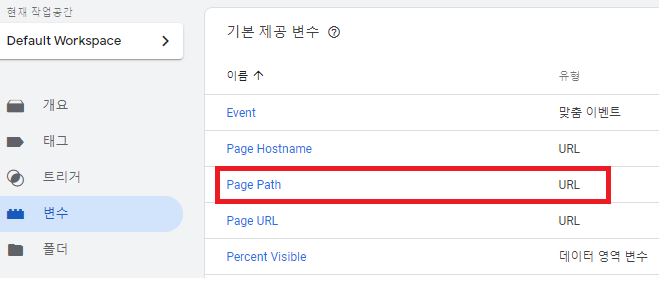 현재 작업공간
Default Workspace
개요
태그
트리거
변수
폴더
기본 제공 변수
이름 유형
Event 맞춤 이벤트
Page Hostname URL
Page Path URL
Page URL URL
Percent Visible 데이터 영역 변수